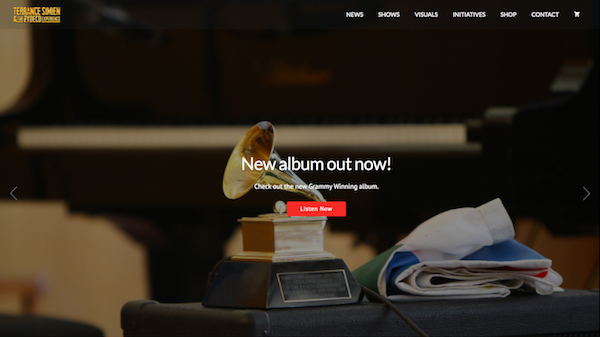 TERRANCE SIMIEN
& THE ZYDECO EXPERIENCE
NEWS SHOWS VISUALS INITIATIVES SHOP CONTACT
New album out now!
Check out the new Grammy Winning album.
Listen Now